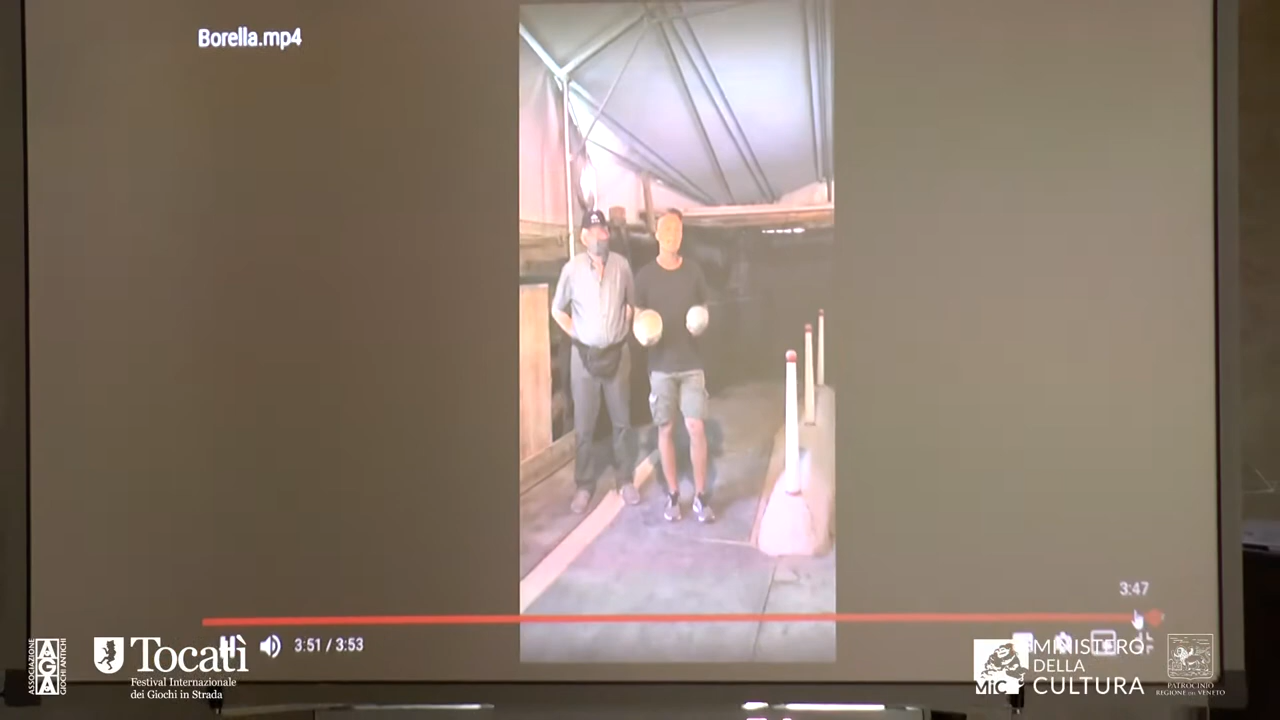 Borella.mp4
3:47
3:51 / 3:53
ASSOCIAZIONE
AGA
GIOCHI ANTICHI
Tocatì
Festival Internazionale
dei Giochi in Strada
MiC
MINISTERO
DELLA
CULTURA
PATROCINIO
REGIONE DEL VENETO